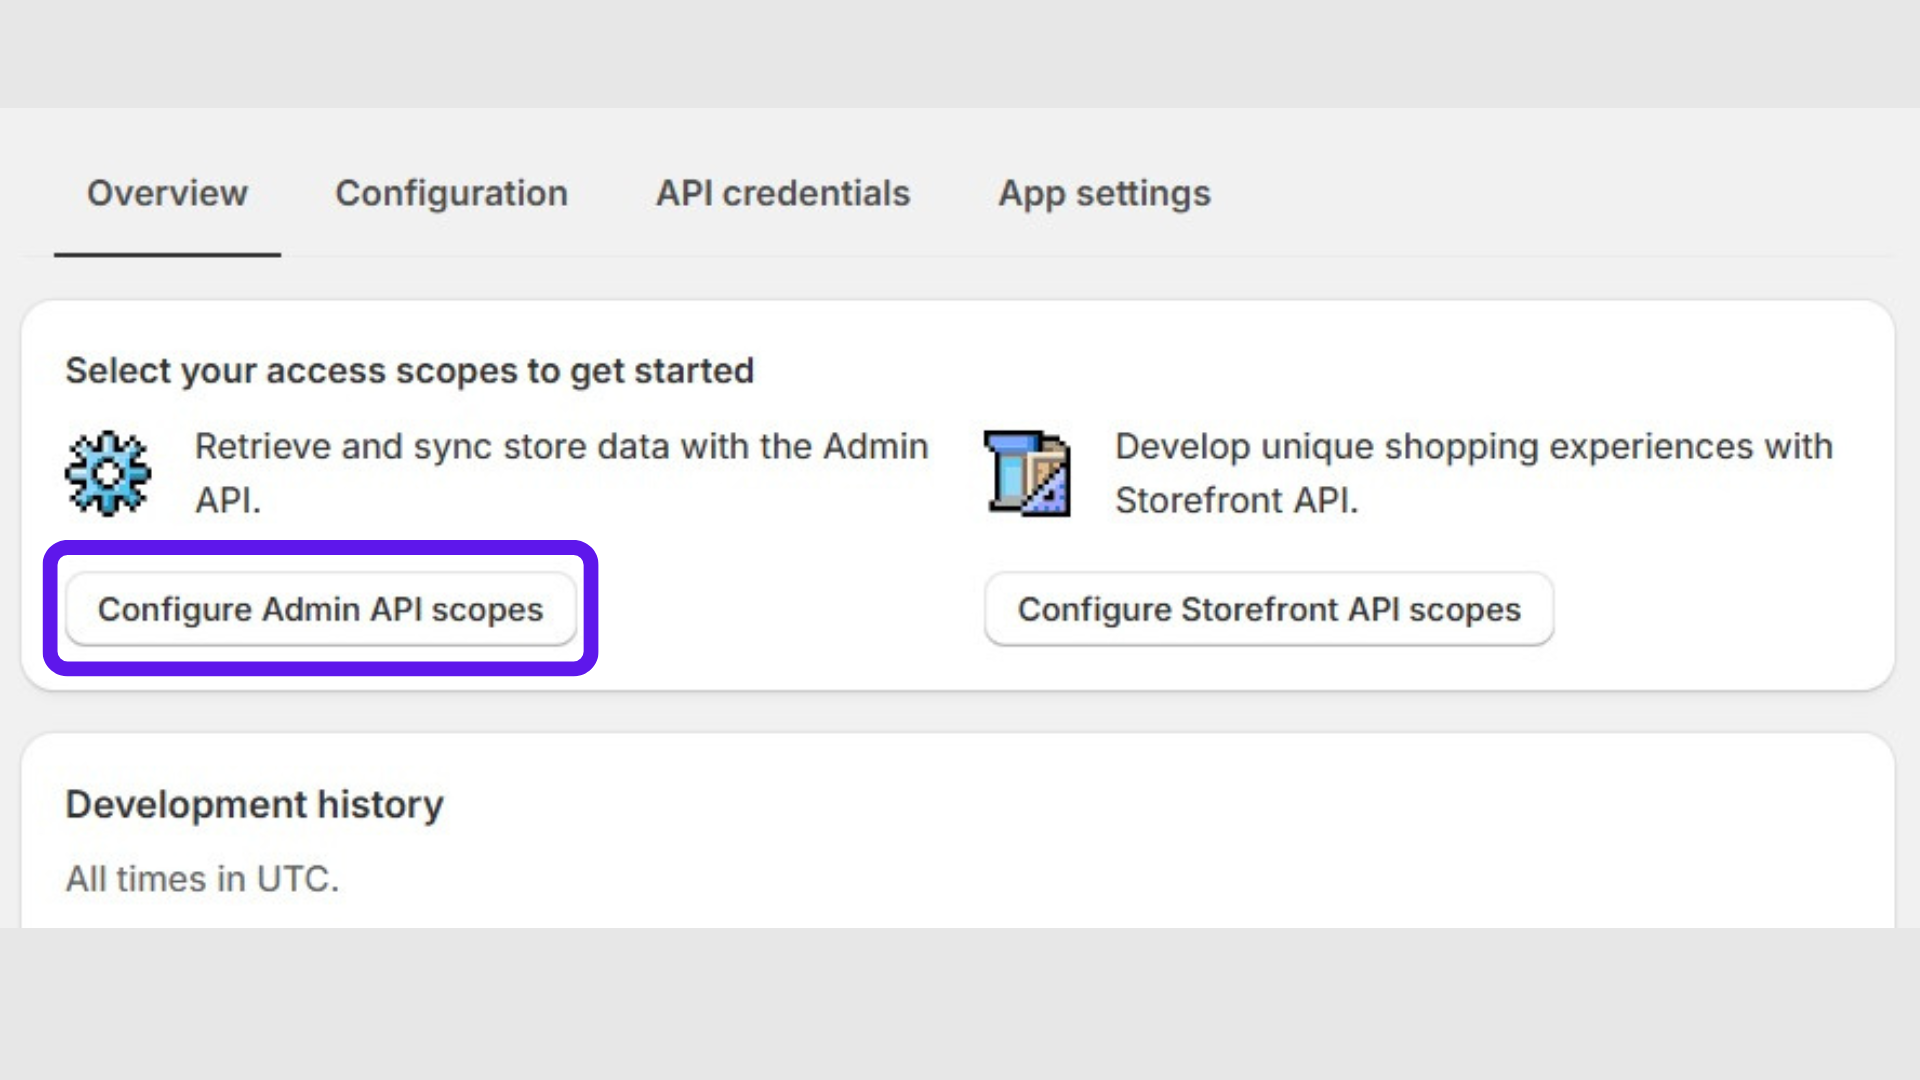 Overview Configuration API credentials App settings
Select your access scopes to get started
Retrieve and sync store data with the Admin
API.
Develop unique shopping experiences with
Storefront API.
Configure Admin API scopes
Configure Storefront API scopes
Development history
All times in UTC.